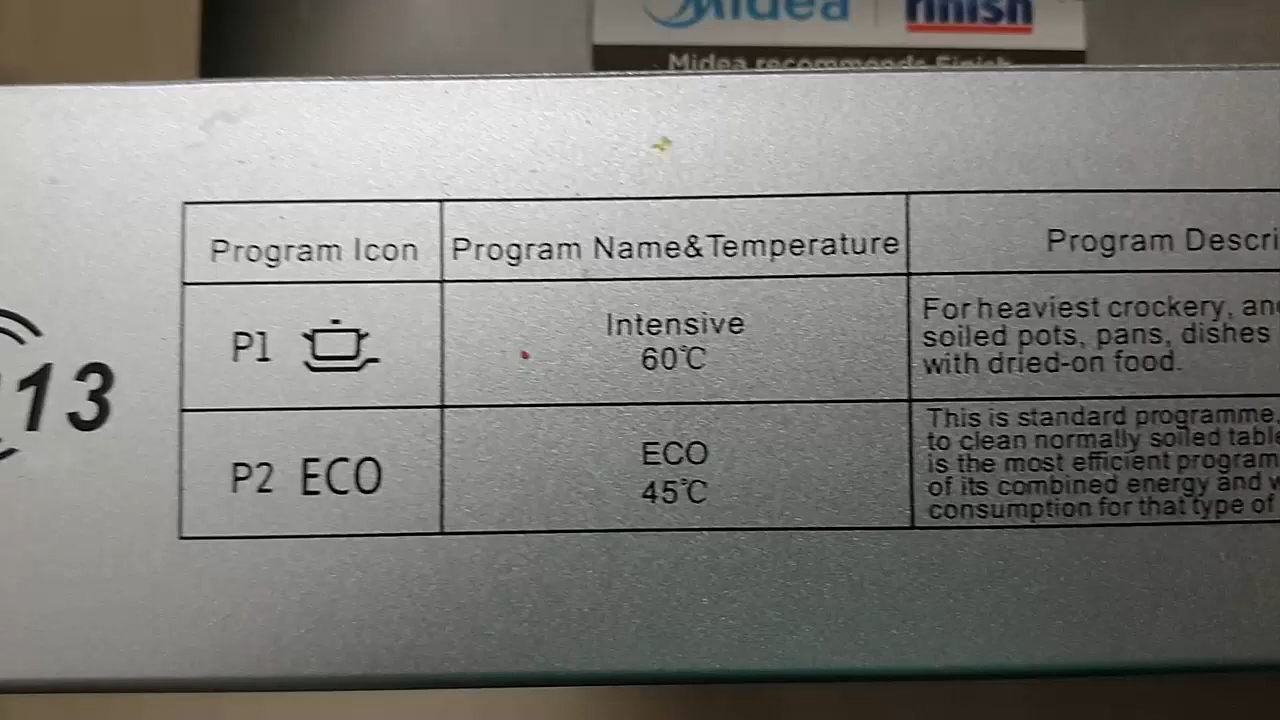 Midea finish
Midea recommends Finish
Program Icon Program Name&Temperature Program Descri
P1 Intensive
60℃
For heaviest crockery, and
soiled pots, pans, dishes
with dried-on food.
13
P2 ECO ECO
45℃
This is standard programme,
to clean normally soiled table
is the most efficient program
of its combined energy and w
consumption for that type of